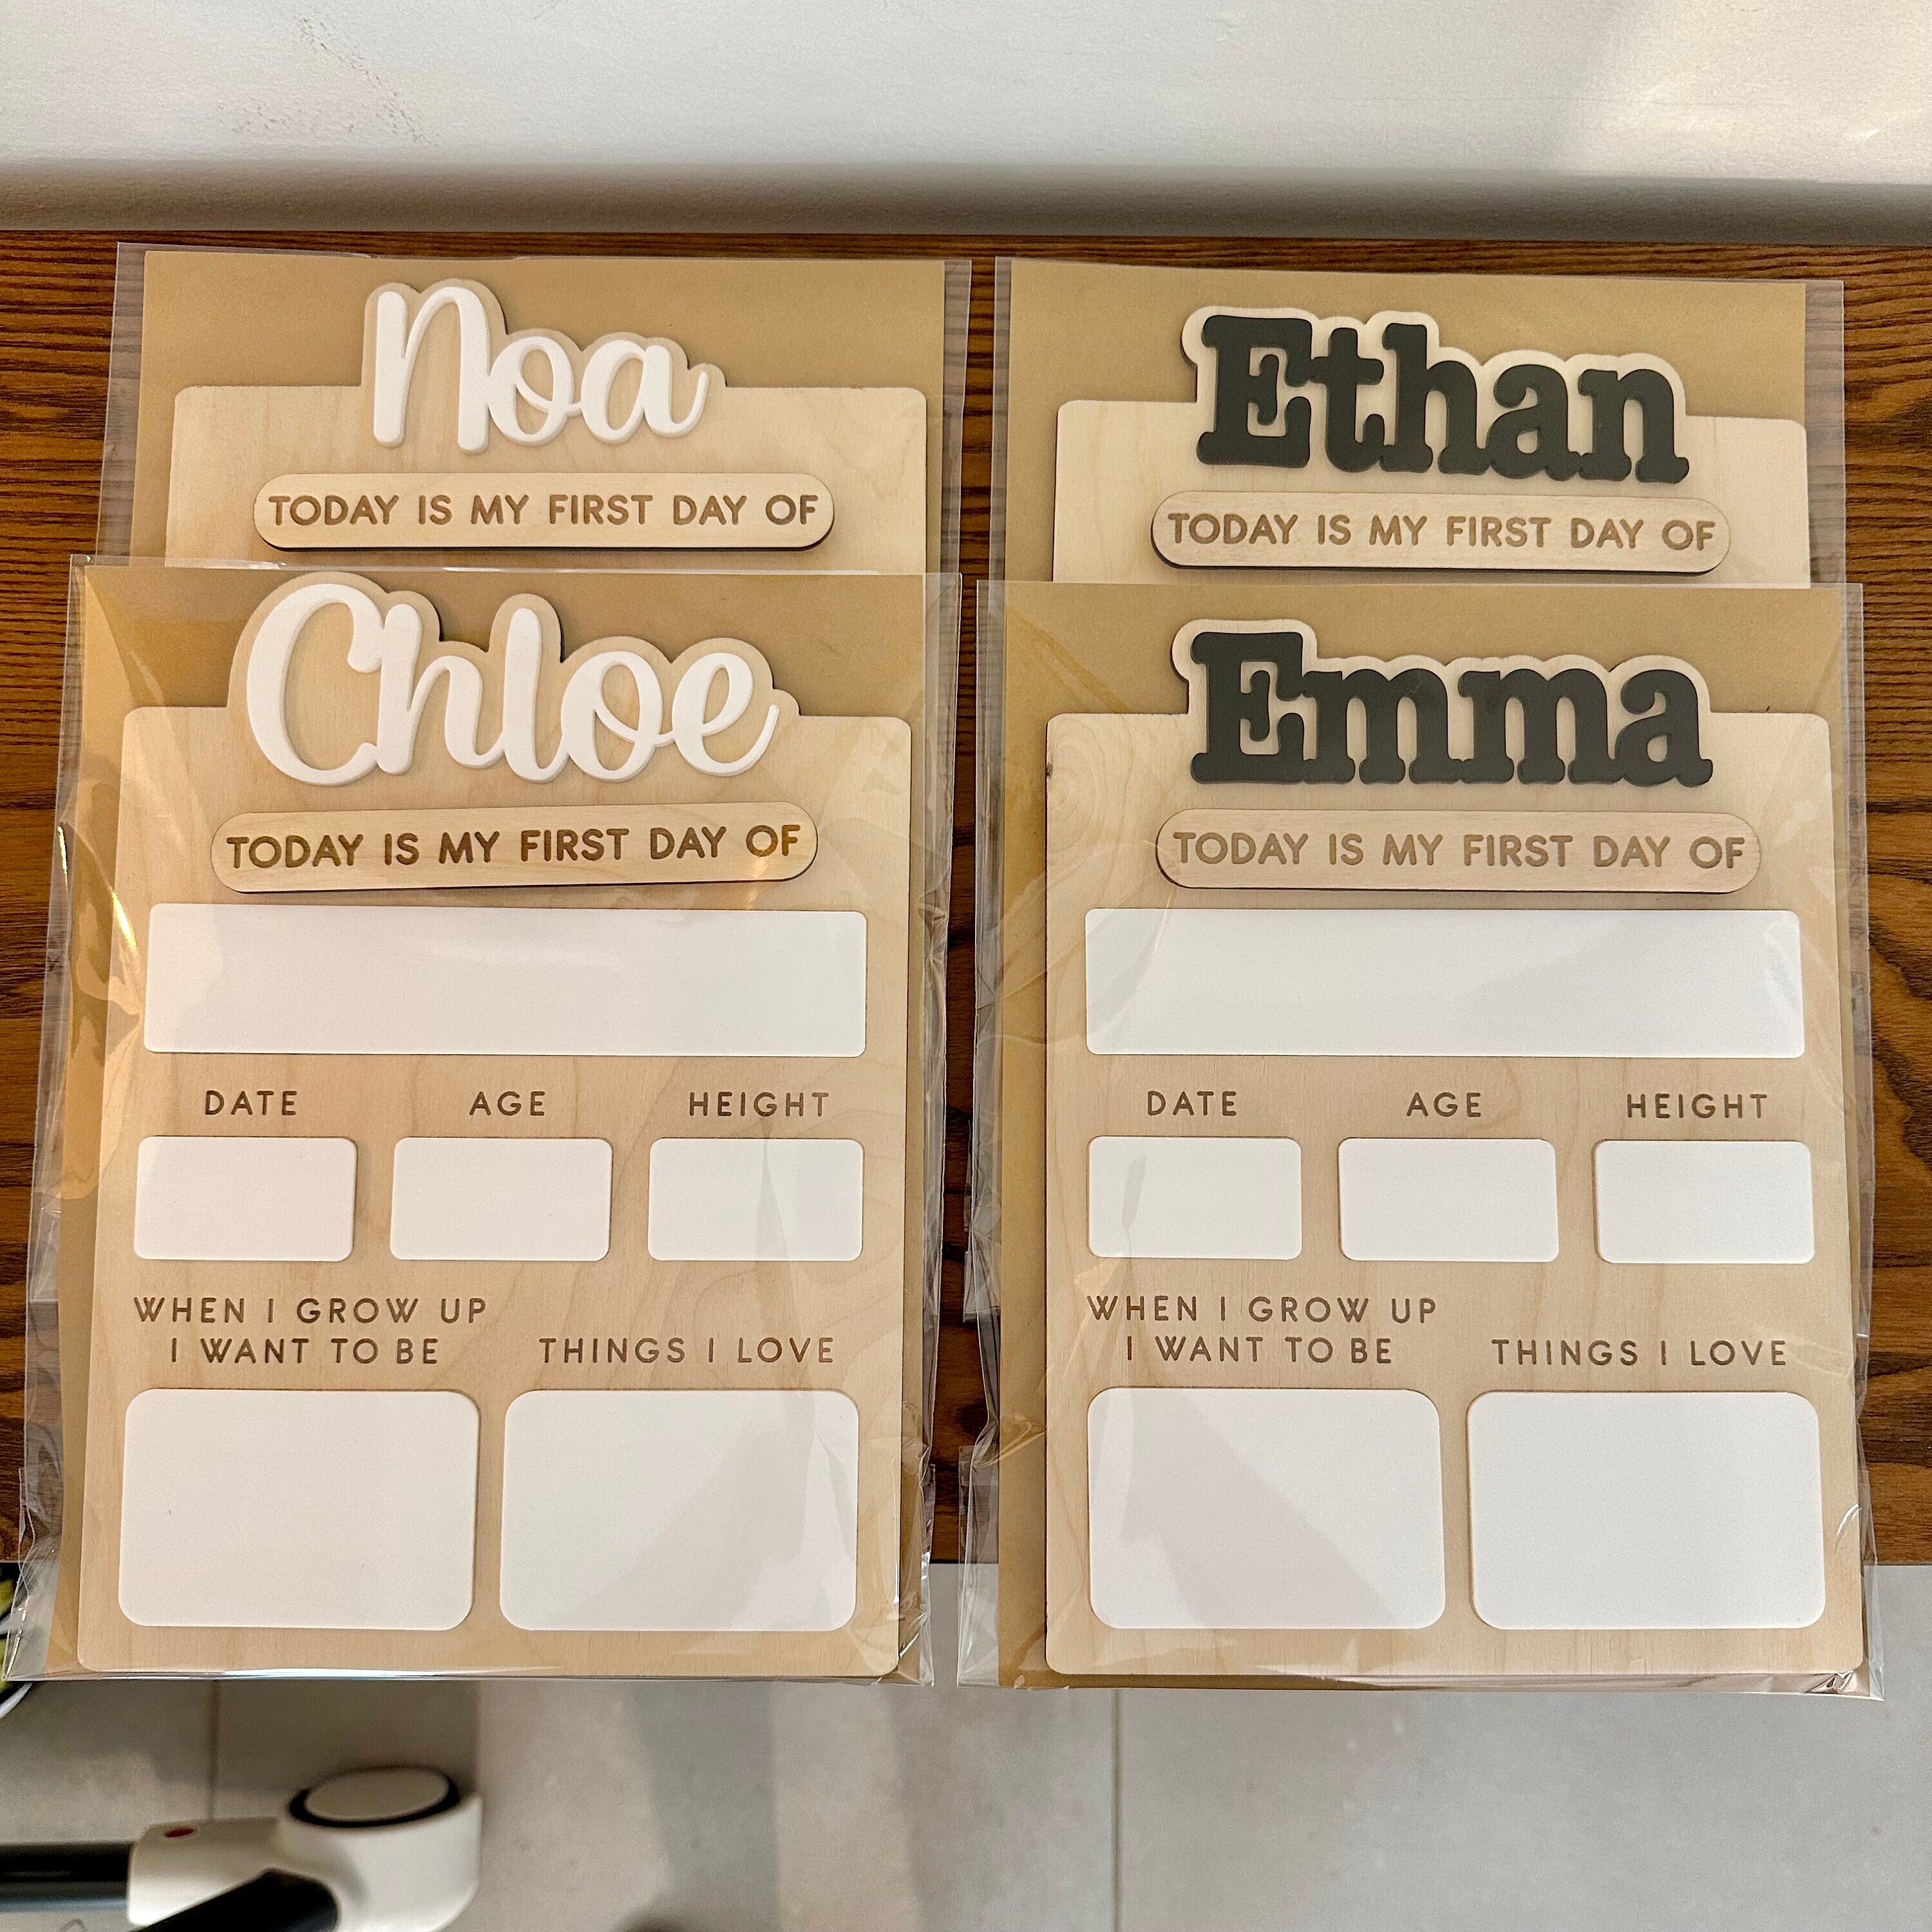 Noa
TODAY IS MY FIRST DAY OF
Ethan
TODAY IS MY FIRST DAY OF
Chloe
TODAY IS MY FIRST DAY OF
DATE AGE HEIGHT
WHEN I GROW UP
I WANT TO BE THINGS I LOVE
Emma
TODAY IS MY FIRST DAY OF
DATE AGE HEIGHT
WHEN I GROW UP
I WANT TO BE THINGS I LOVE